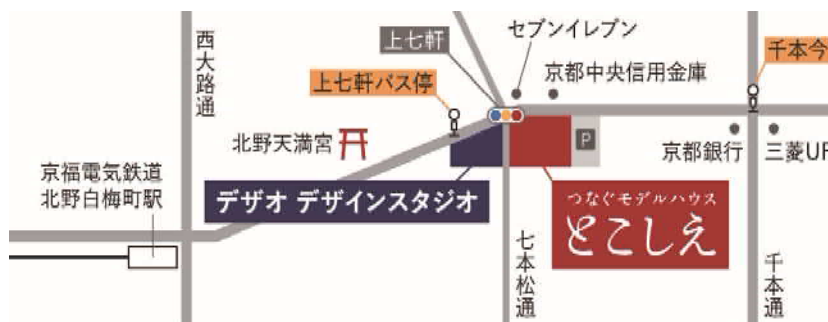 西大路通
上七軒
セブンイレブン
京都中央信用金庫
千本今
上七軒バス停
北野天満宮
P
京都銀行
三菱UF
京福電気鉄道
北野白梅町駅
デザオ デザインスタジオ
つなぐモデルハウス
とこしえ
七本松通
千本通